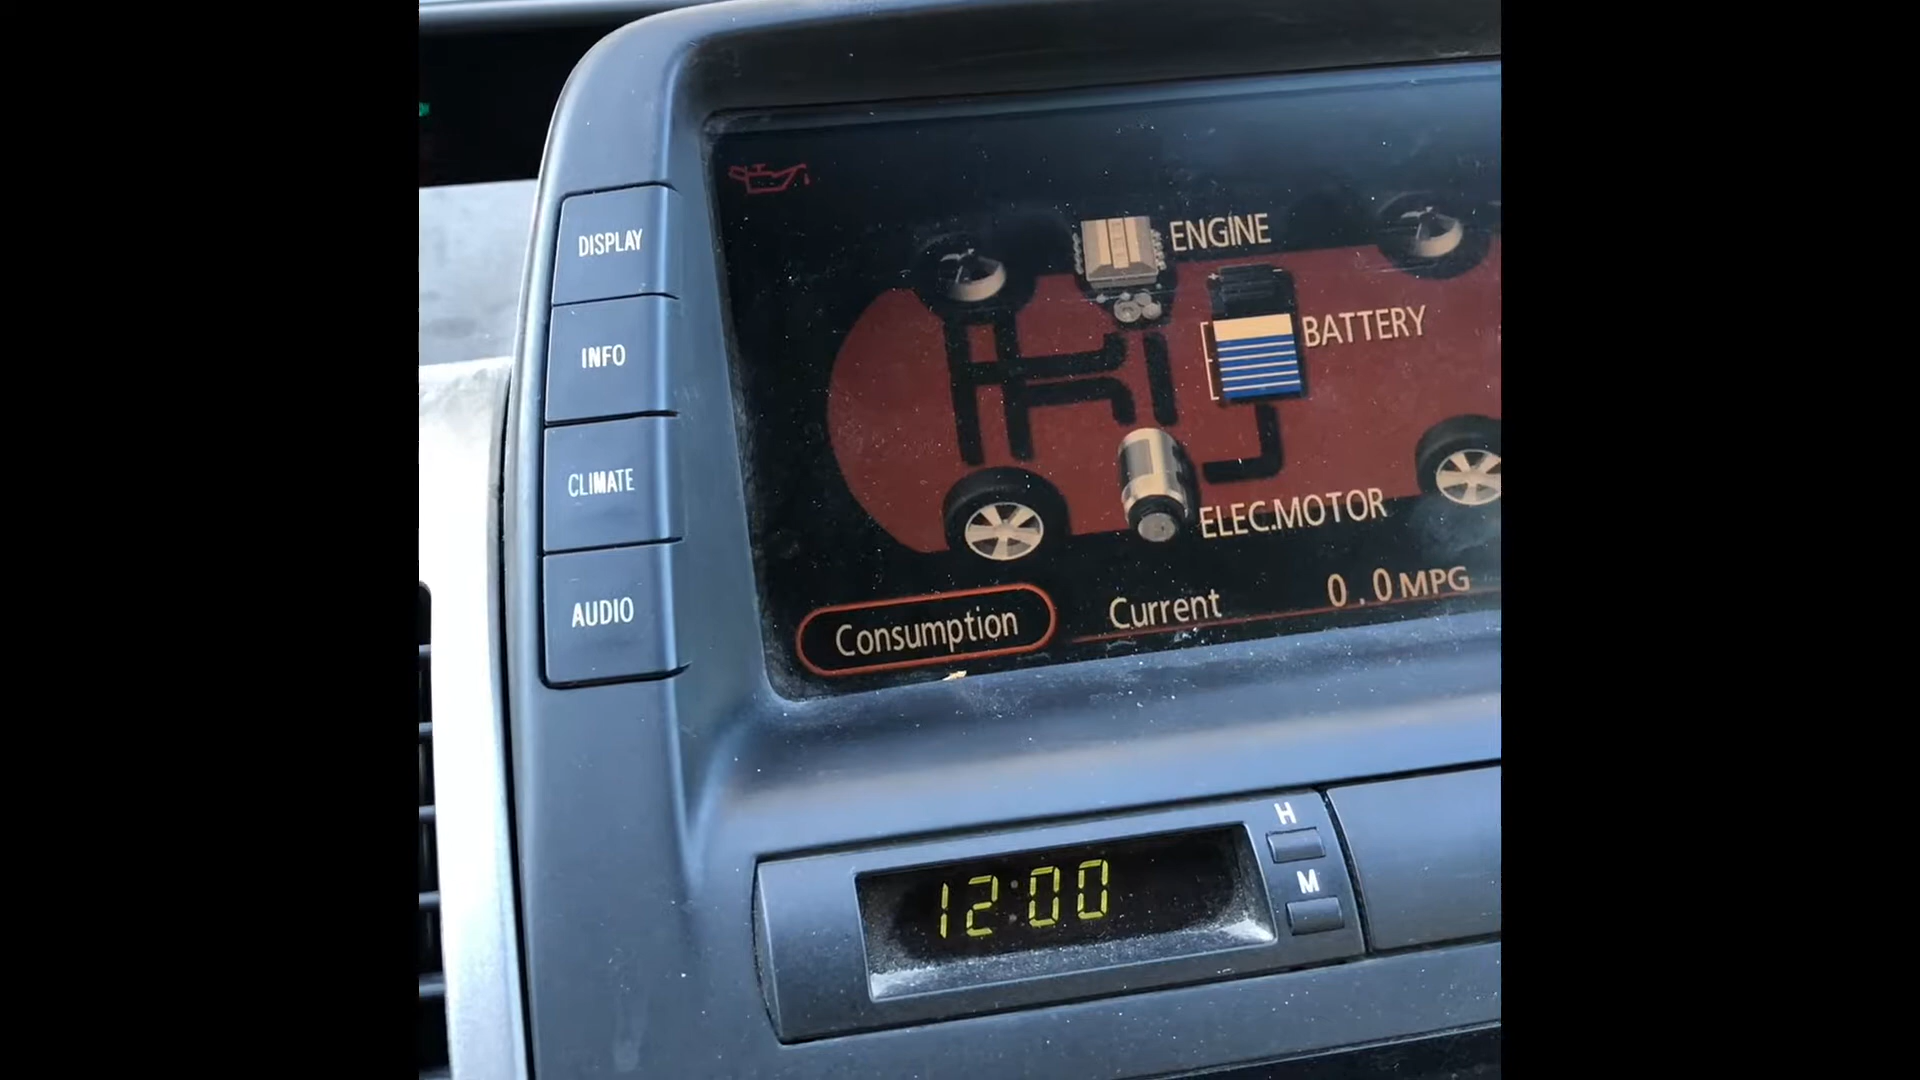 DISPLAY
INFO
CLIMATE
AUDIO
ENGINE
BATTERY
ELEC.MOTOR
Consumption
Current 0.0 MPG
H
M
12:00